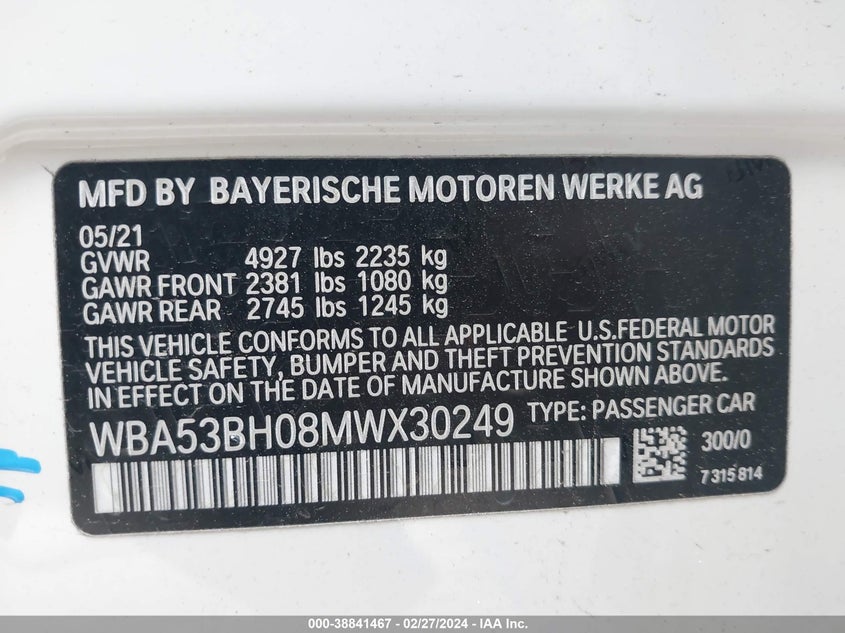 MFD BY BAYERISCHE MOTOREN WERKE AG
05/21
GVWR 4927 lbs 2235 kg
GAWR FRONT 2381 lbs 1080 kg
GAWR REAR 2745 lbs 1245 kg
THIS VEHICLE CONFORMS TO ALL APPLICABLE U.S.FEDERAL MOTOR
VEHICLE SAFETY, BUMPER AND THEFT PREVENTION STANDARDS
IN EFFECT ON THE DATE OF MANUFACTURE SHOWN ABOVE.
WBA53BH08MWX30249 TYPE: PASSENGER CAR
300/0
7 315 814
000-38841467 - 02/27/2024 - IAA Inc.